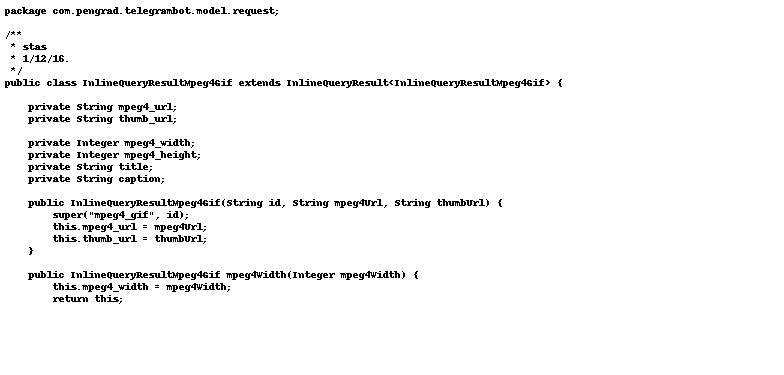 package com.pengrad.telegrambot.model.request;

/**
 * stas
 * 1/12/16.
 */
public class InlineQueryResultMpeg4Gif extends InlineQueryResult<InlineQueryResultMpeg4Gif> {

    private String mpeg4_url;
    private String thumb_url;

    private Integer mpeg4_width;
    private Integer mpeg4_height;
    private String title;
    private String caption;

    public InlineQueryResultMpeg4Gif(String id, String mpeg4Url, String thumbUrl) {
        super("mpeg4_gif", id);
        this.mpeg4_url = mpeg4Url;
        this.thumb_url = thumbUrl;
    }

    public InlineQueryResultMpeg4Gif mpeg4Width(Integer mpeg4Width) {
        this.mpeg4_width = mpeg4Width;
        return this;